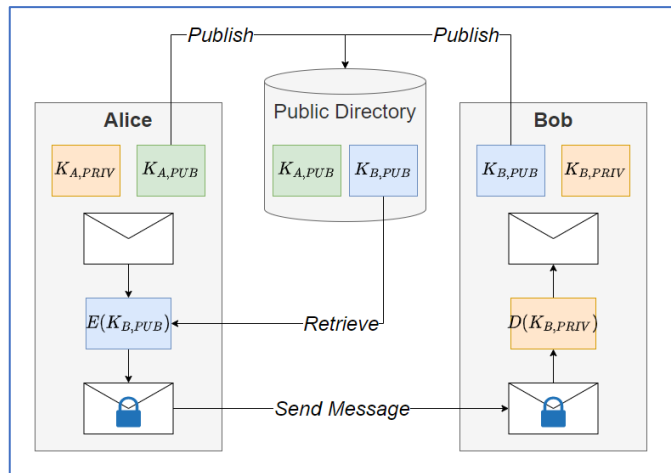 Publish
Publish
Alice
Public Directory
Bob
K_{A,PRIV}
K_{A,PUB}
K_{A,PUB}
K_{B,PUB}
K_{B,PUB}
K_{B,PRIV}
E(K_{B,PUB})
Retrieve
D(K_{B,PRIV})
Send Message